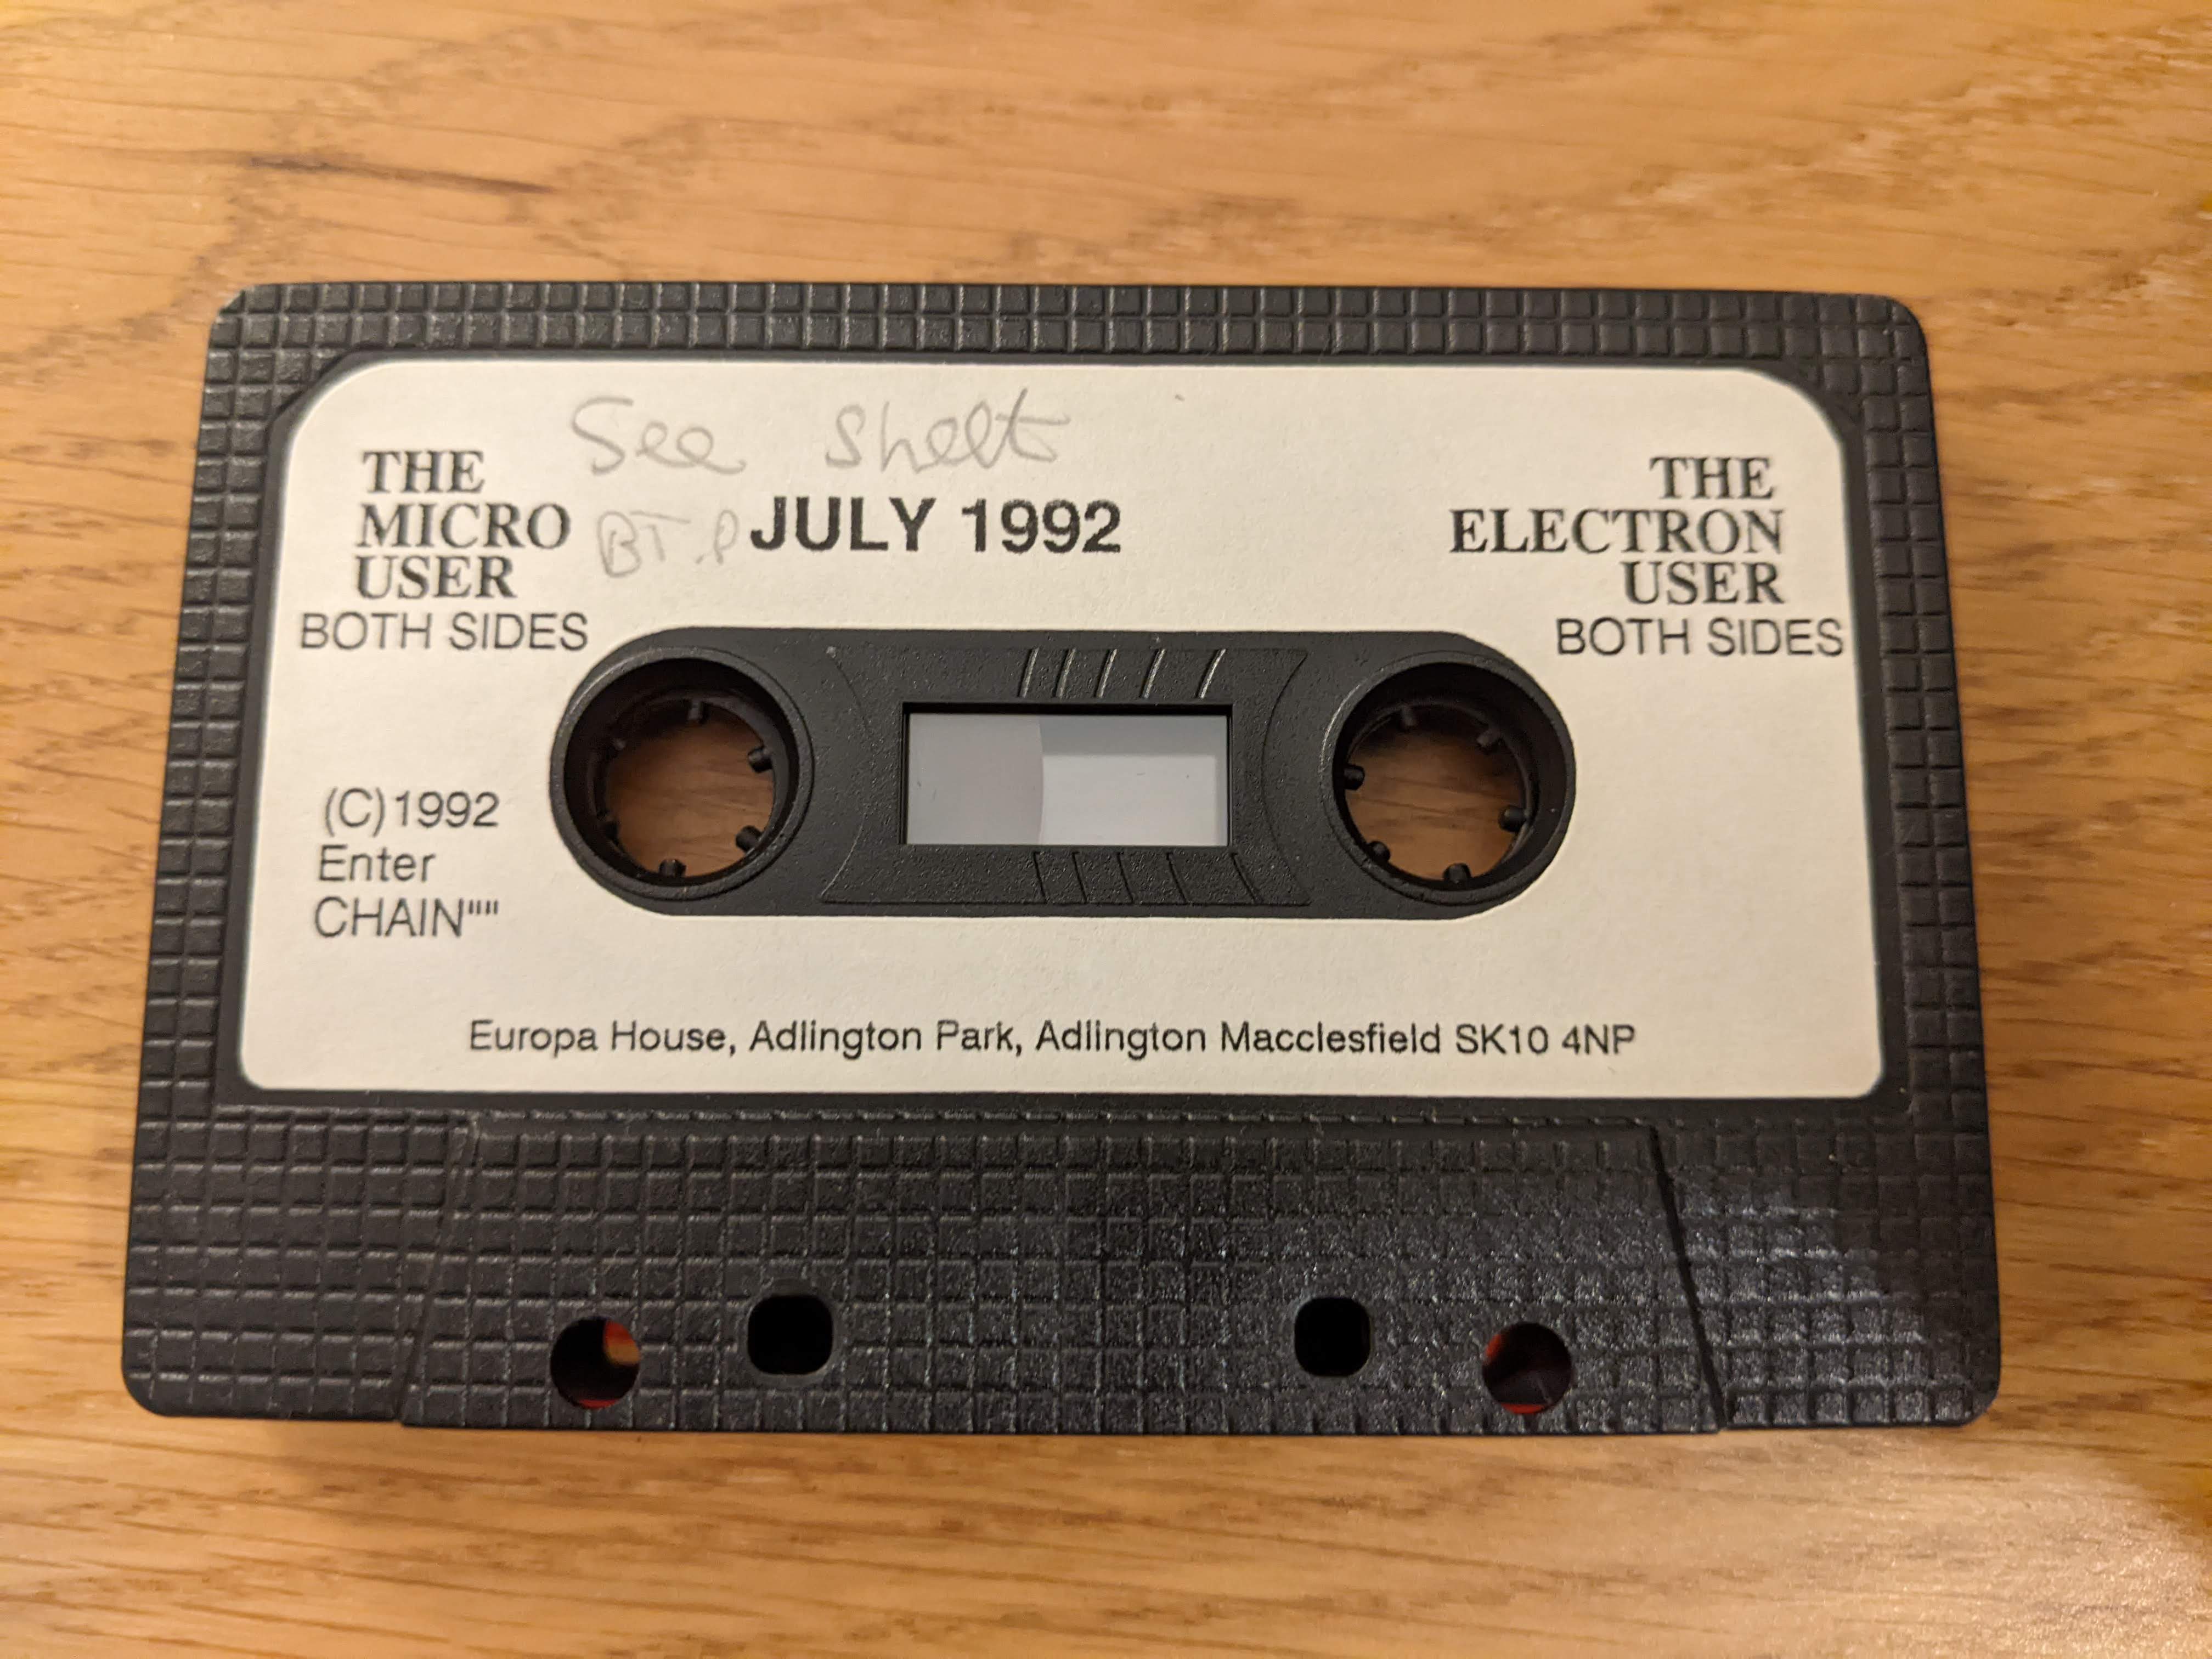 See sheet
THE
MICRO
USER
BOTH SIDES
BT.P
JULY 1992
THE
ELECTRON
USER
BOTH SIDES
(C)1992
Enter
CHAIN""
Europa House, Adlington Park, Adlington Macclesfield SK10 4NP